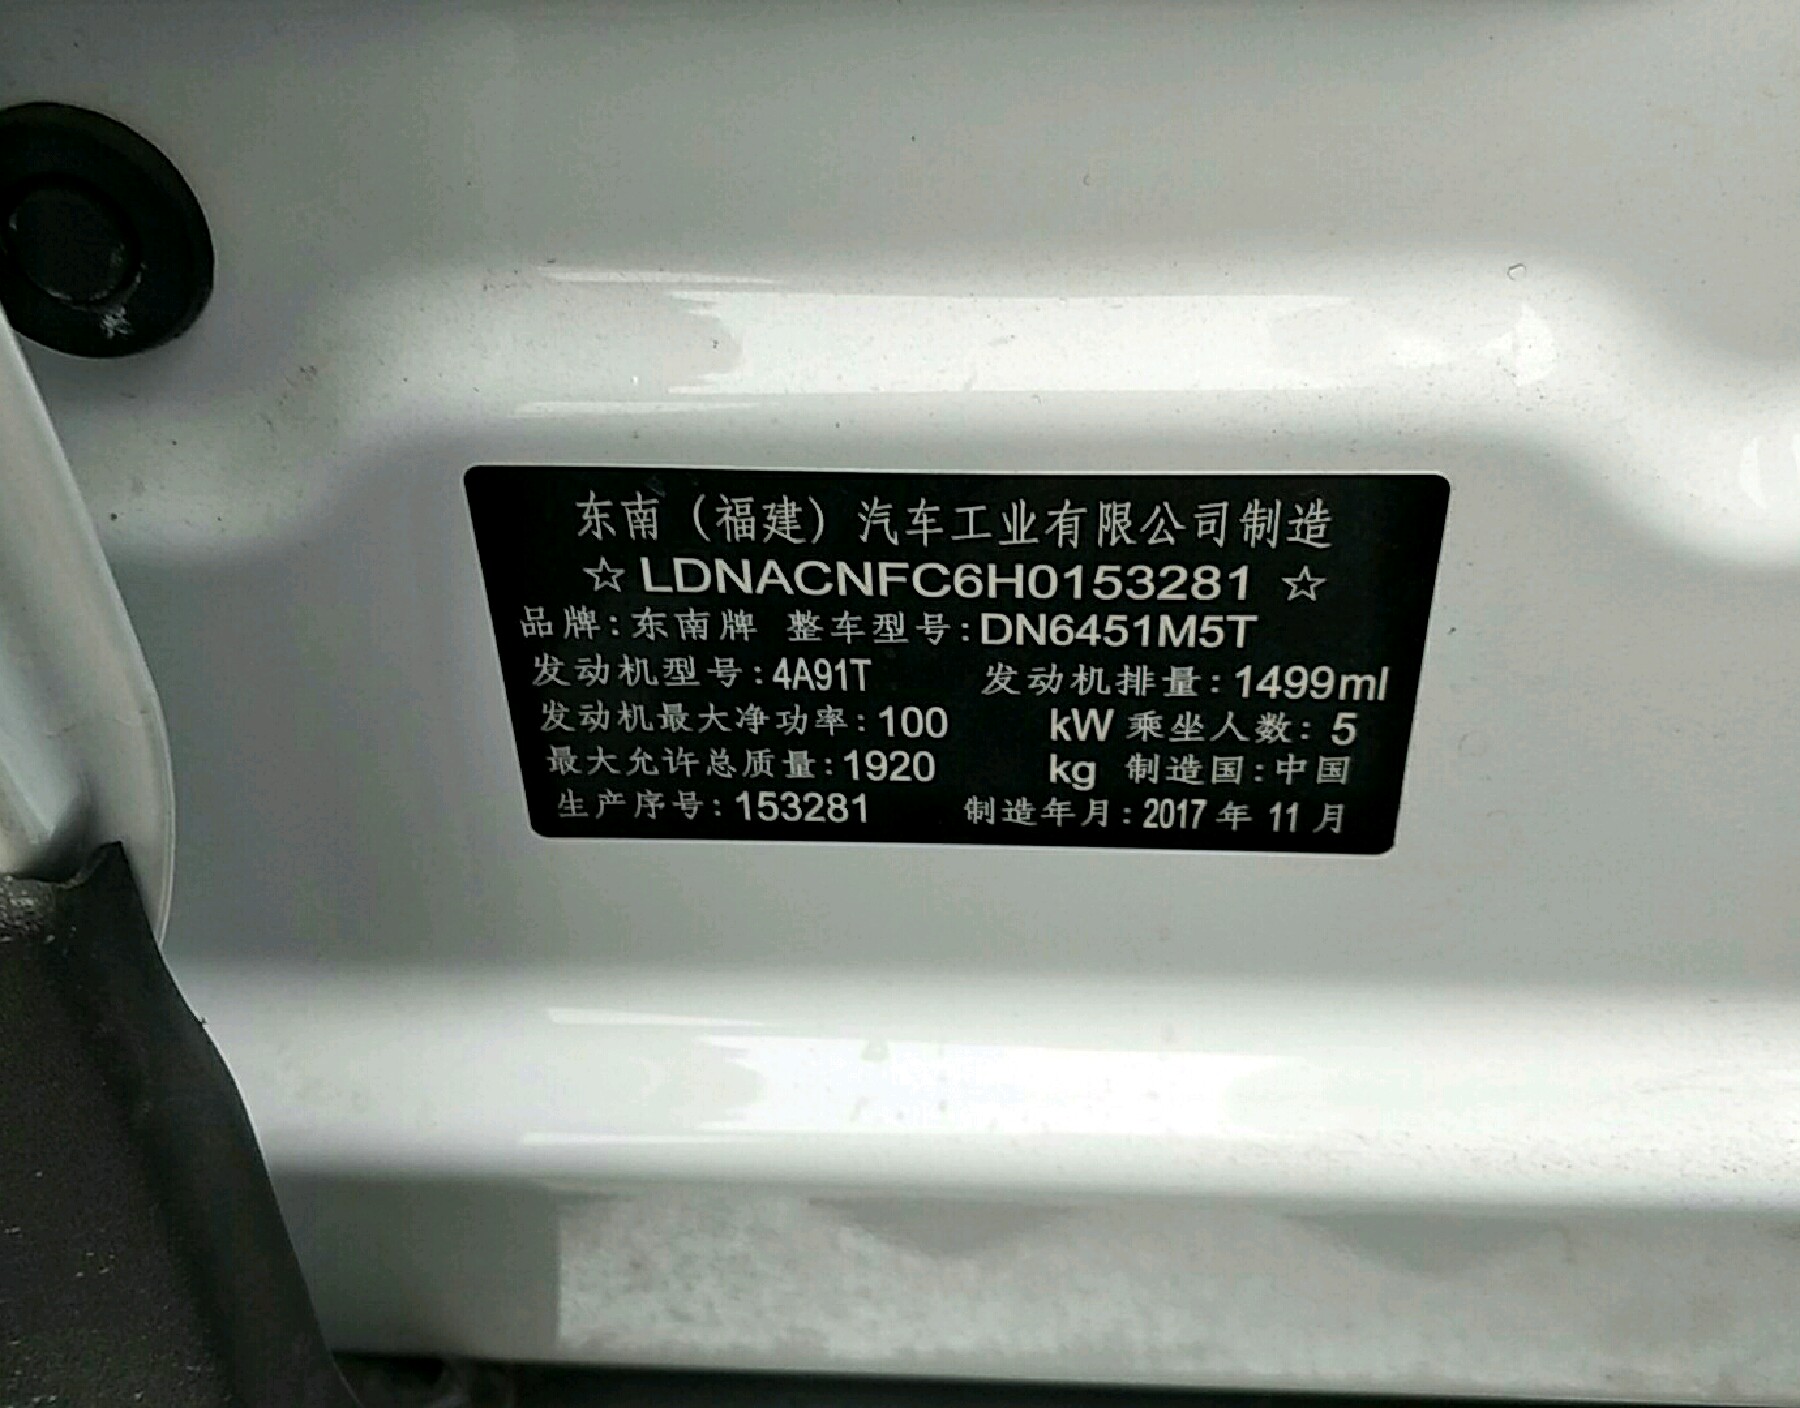 东南（福建）汽车工业有限公司制造
☆ LDNACNFC6H0153281 ☆
品牌:东南牌 整车型号:DN6451M5T
发动机型号:4A91T 发动机排量:1499ml
发动机最大净功率:100 kW 乘坐人数:5
最大允许总质量:1920 kg 制造国:中国
生产序号:153281 制造年月:2017年11月